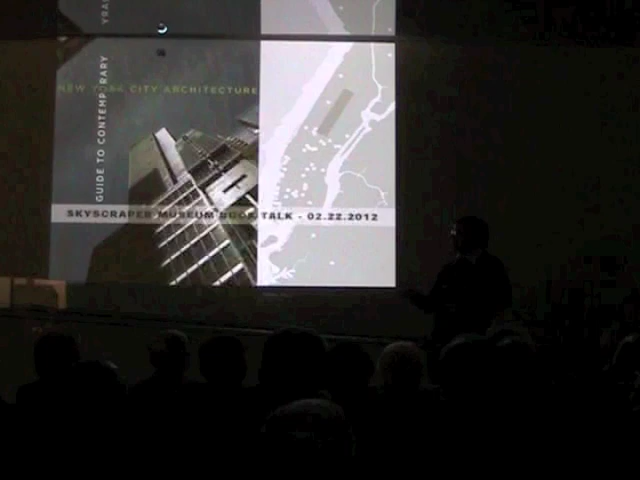 GUIDE TO CONTEMPORARY
NEW YORK CITY ARCHITECTURE
SKYSCRAPER MUSEUM BOOK TALK - 02.22.2012